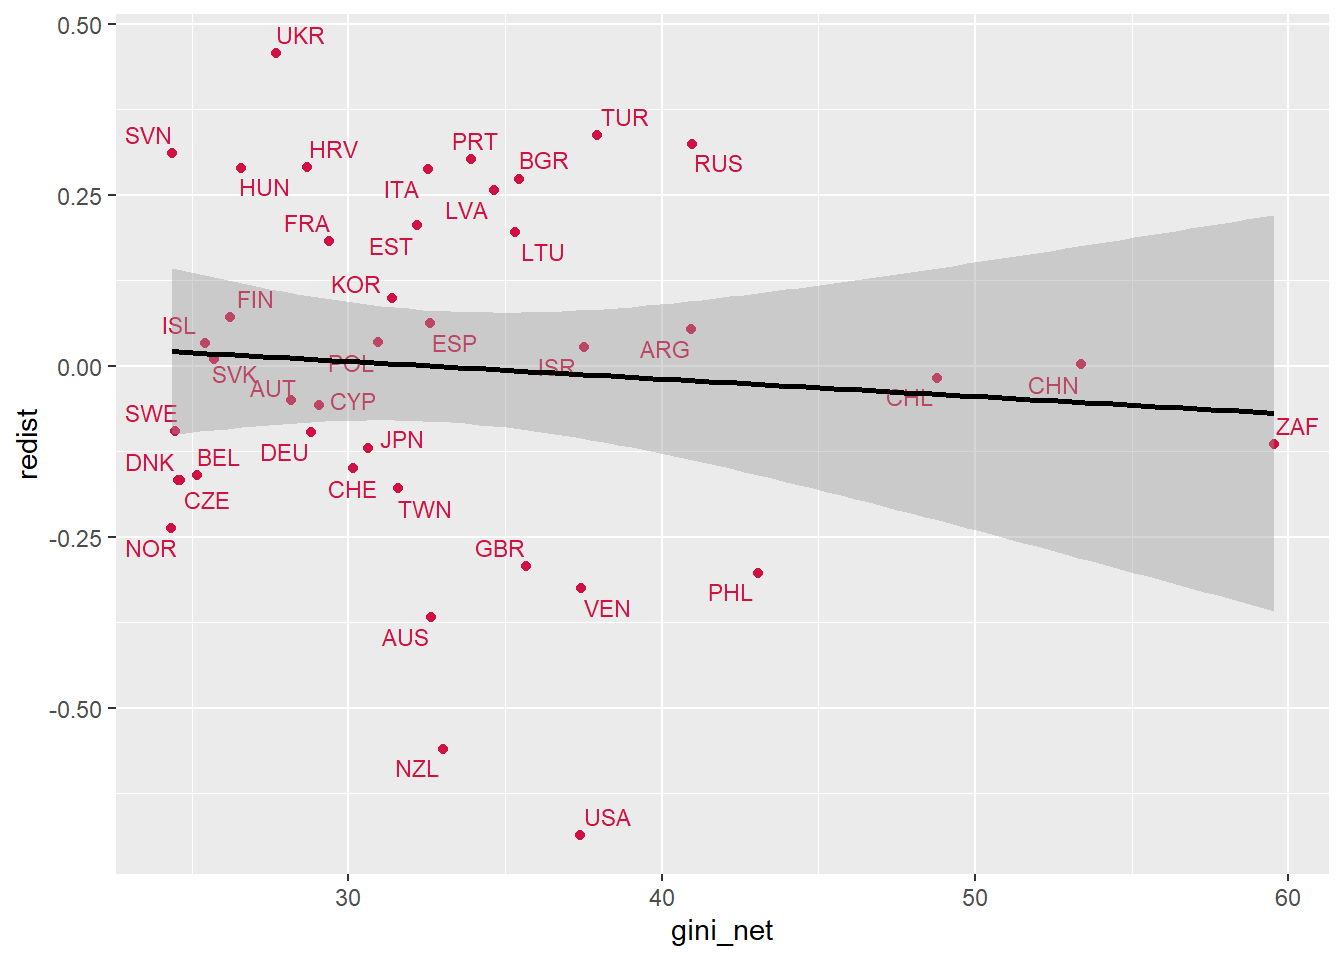 0.50
0.25
0.00
-0.25
-0.50
redist
UKR
TUR
SVN
HRV
PRT
BGR
RUS
HUN
ITA
LVA
FRA
EST
LTU
KOR
FIN
ISL
ESP
ARG
POL
ISR
SVK
AUT
CHN
CHL
CYP
SWE
ZAF
JPN
DEU
BEL
DNK
CHE
CZE
TWN
NOR
GBR
PHL
VEN
AUS
NZL
USA
30
40
50
60
gini_net